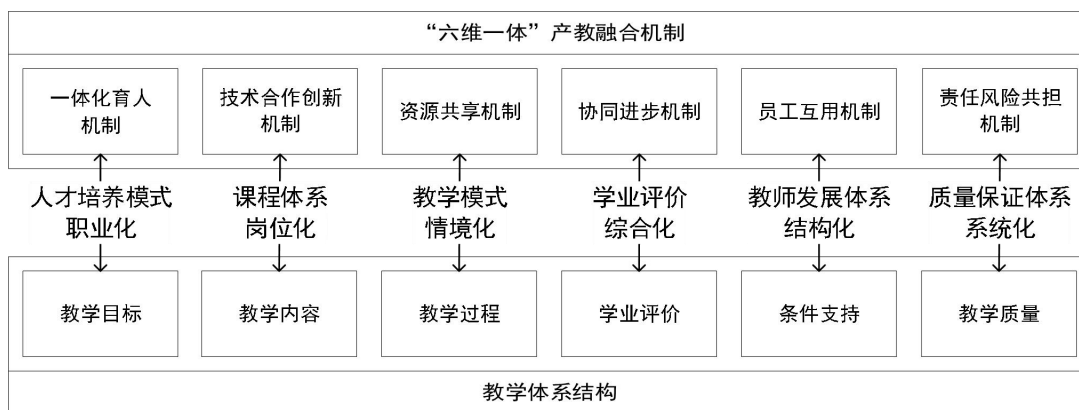 “六维一体”产教融合机制
一体化育人
机制
技术合作创新
机制
资源共享机制
协同进步机制
员工互用机制
责任风险共担
机制
人才培养模式
职业化
课程体系
岗位化
教学模式
情境化
学业评价
综合化
教师发展体系
结构化
质量保证体系
系统化
教学目标
教学内容
教学过程
学业评价
条件支持
教学质量
教学体系结构